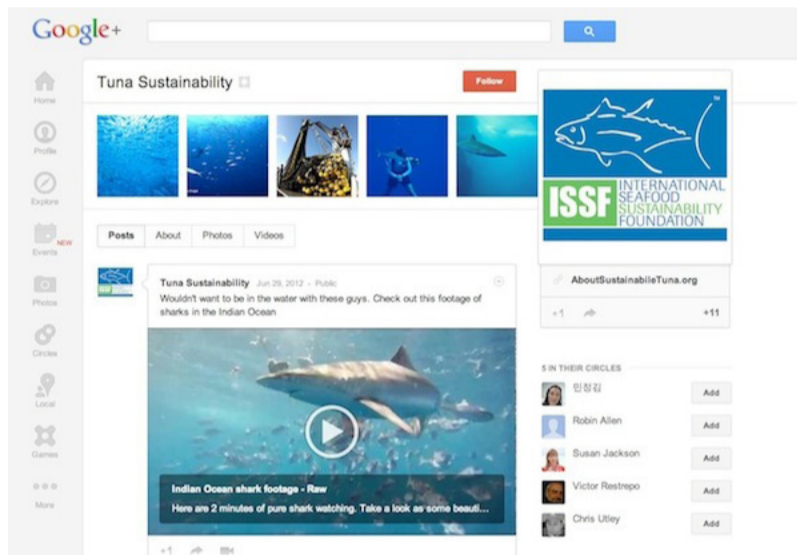 Google+
Tuna Sustainability
Follow
Home
Profile
Explore
Events
NEW
Photos
Circles
Local
Games
More
Posts
About
Photos
Videos
Tuna Sustainability Jun 29, 2012 - Public
Wouldn't want to be in the water with these guys. Check out this footage of
sharks in the Indian Ocean
Indian Ocean shark footage - Raw
Here are 2 minutes of pure shark watching. Take a look as some beauti...
+1
TM
ISSF
INTERNATIONAL
SEAFOOD
SUSTAINABILITY
FOUNDATION
AboutSustainabileTuna.org
+1
+11
5 IN THEIR CIRCLES
민정김
Add
Robin Allen
Add
Susan Jackson
Add
Victor Restrepo
Add
Chris Utley
Add